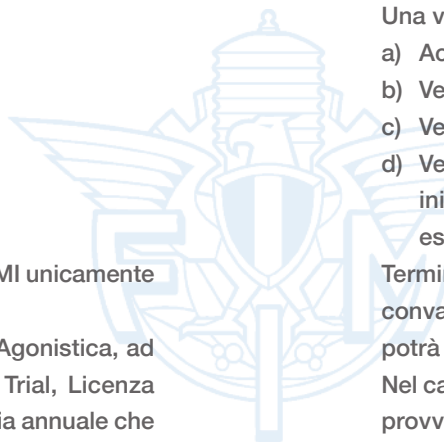 MI unicamente
Agonistica, ad
Trial, Licenza
ia annuale che
Una v
a) Ac
b) Ve
c) Ve
d) Ve
ini
es
Termi
conva
potrà
Nel ca
provv
F M